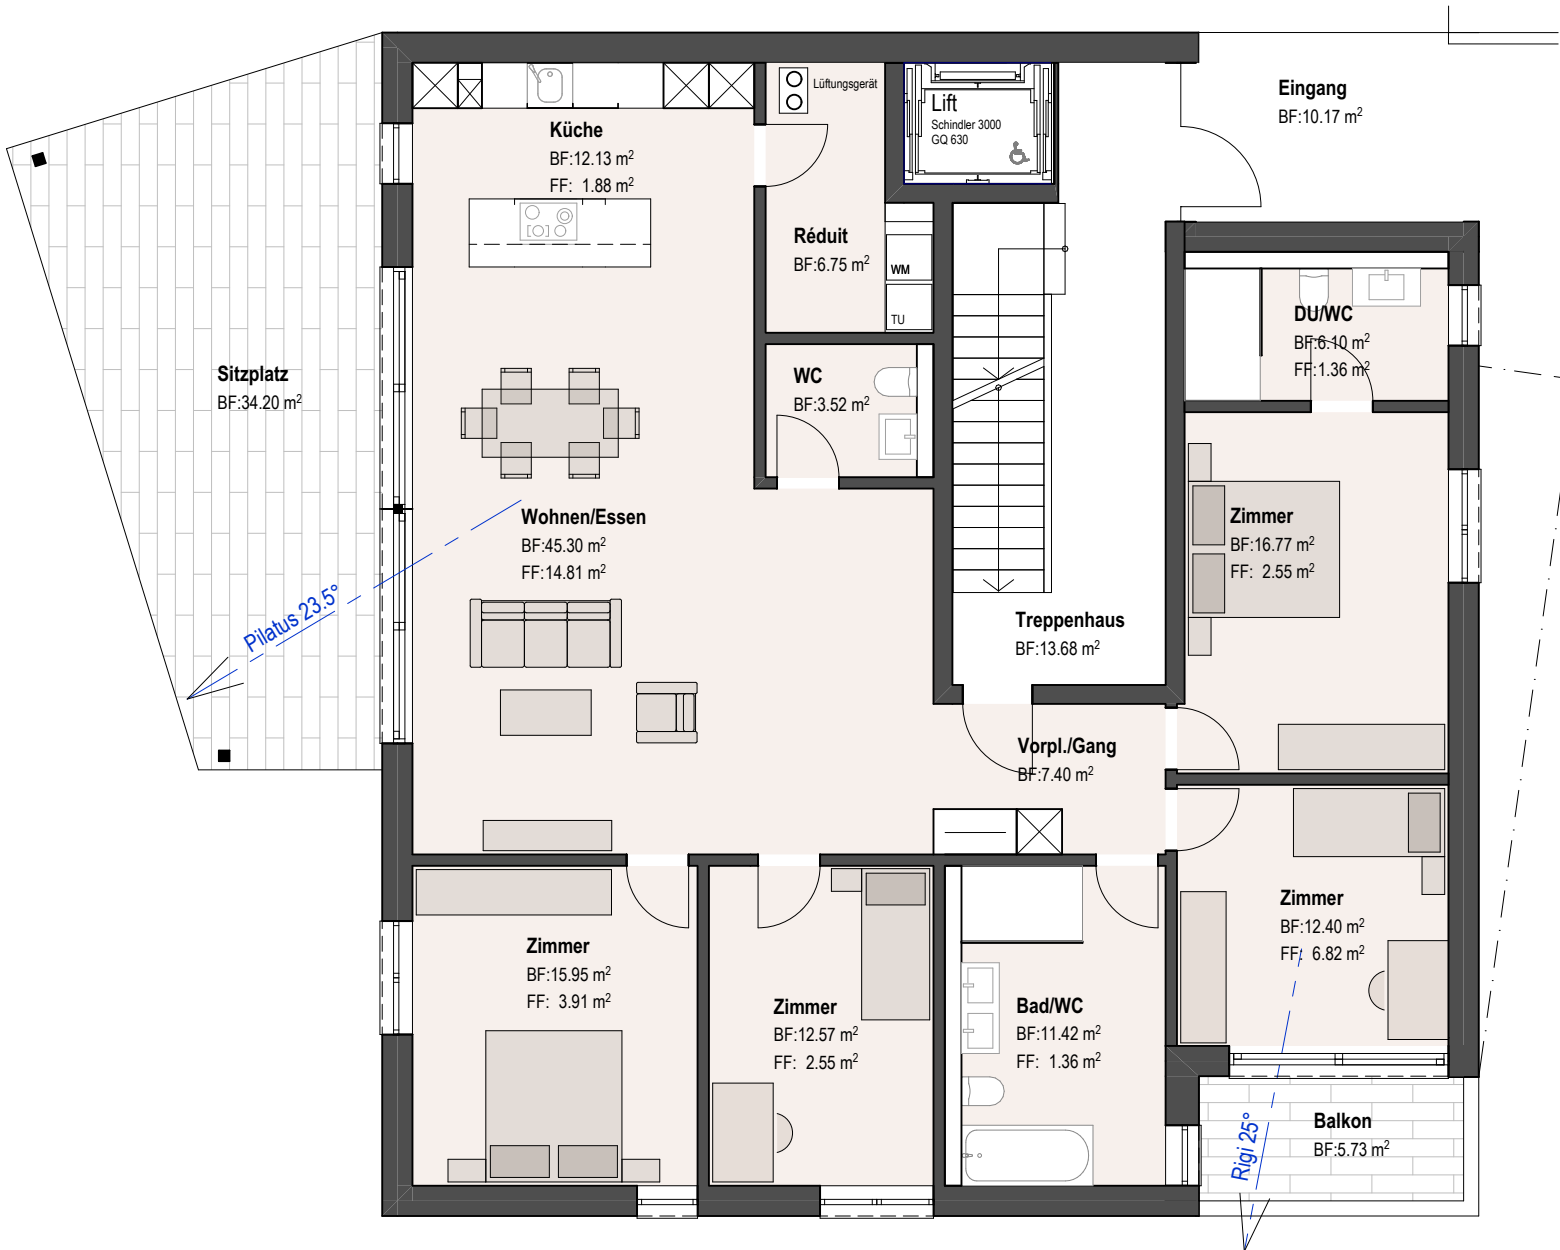 Küche
BF:12.13 m²
FF: 1.88 m²
Lüftungsgerät
Lift
Schindler 3000
GQ 630
Eingang
BF:10.17 m²
Réduit
BF:6.75 m²
WM
TU
DU/WC
BF:6.10 m²
FF:1.36 m²
Sitzplatz
BF:34.20 m²
WC
BF:3.52 m²
Wohnen/Essen
BF:45.30 m²
FF:14.81 m²
Zimmer
BF:16.77 m²
FF: 2.55 m²
Pilatus 23.5°
Treppenhaus
BF:13.68 m²
Vorpl./Gang
BF:7.40 m²
Zimmer
BF:12.40 m²
FF: 6.82 m²
Zimmer
BF:15.95 m²
FF: 3.91 m²
Zimmer
BF:12.57 m²
FF: 2.55 m²
Bad/WC
BF:11.42 m²
FF: 1.36 m²
Balkon
BF:5.73 m²
Rigi 25°